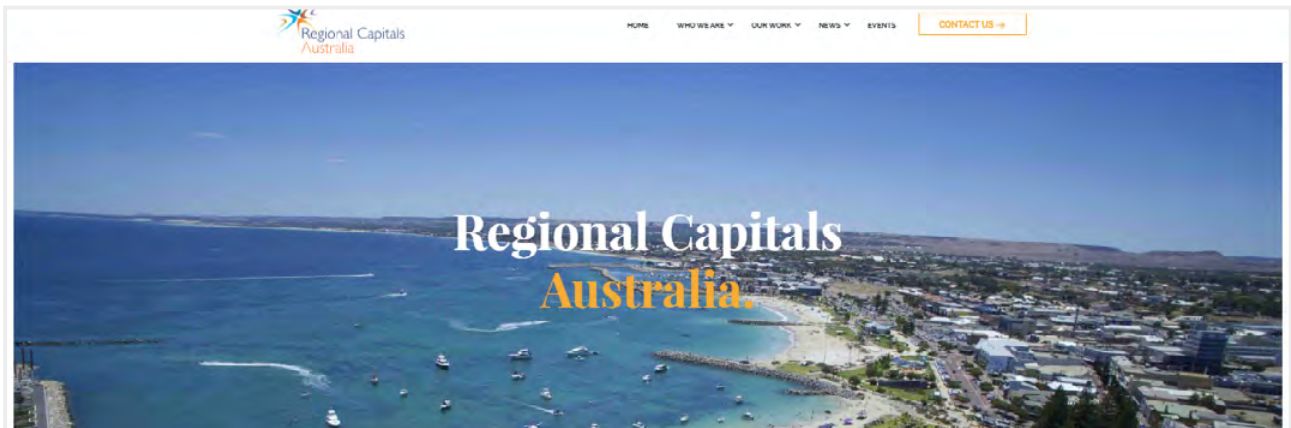 Regional Capitals
Australia
HOME WHO WE ARE OUR WORK NEWS EVENTS CONTACT US →
Regional Capitals
Australia.